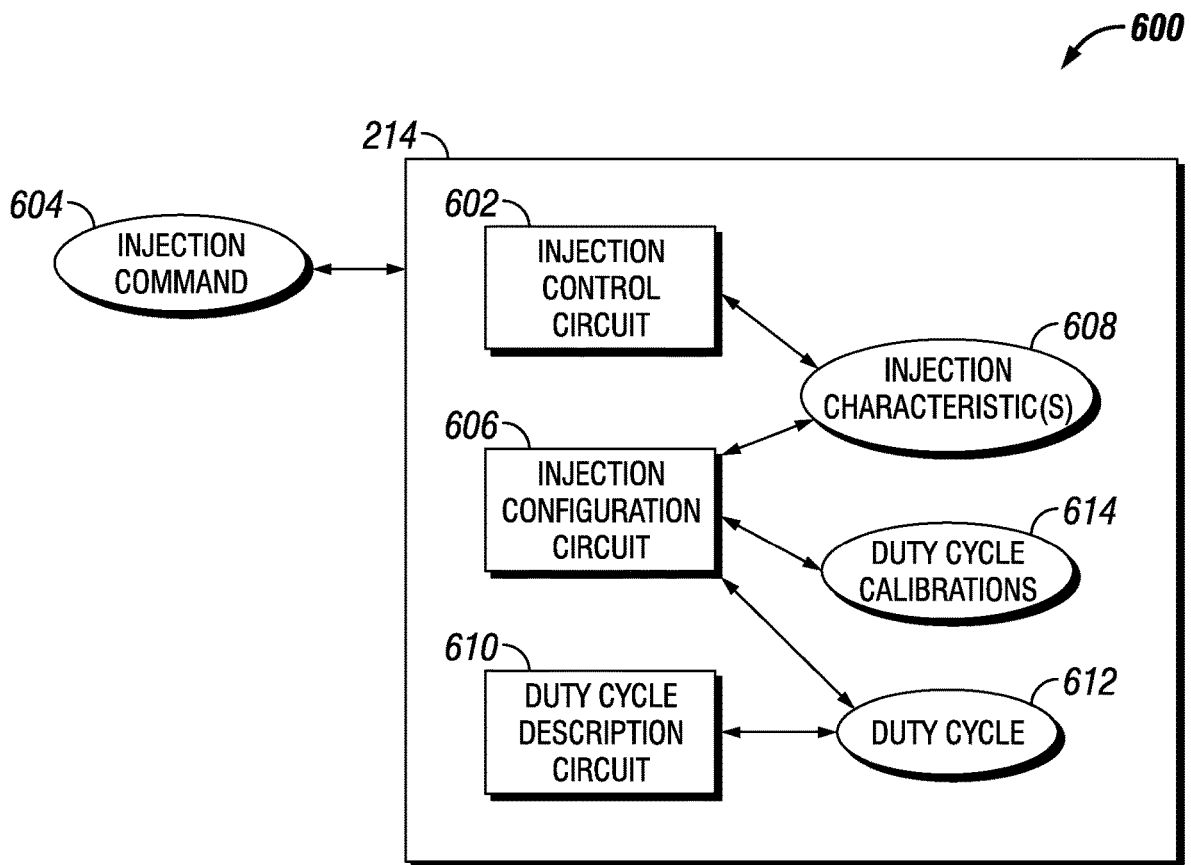 600
214
604
INJECTION
COMMAND
602
INJECTION
CONTROL
CIRCUIT
608
INJECTION
CHARACTERISTIC(S)
606
INJECTION
CONFIGURATION
CIRCUIT
614
DUTY CYCLE
CALIBRATIONS
610
DUTY CYCLE
DESCRIPTION
CIRCUIT
612
DUTY CYCLE